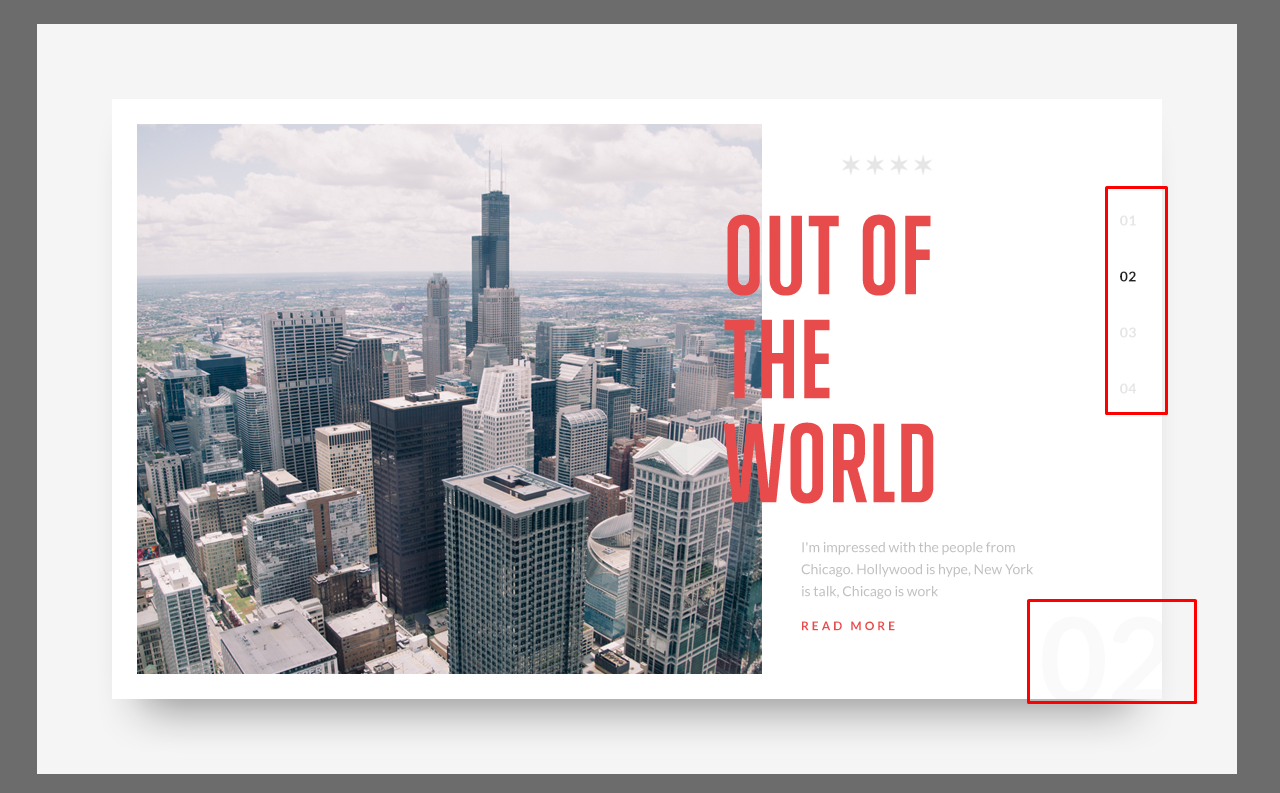 OUT OF
THE
WORLD
I'm impressed with the people from
Chicago. Hollywood is hype, New York
is talk, Chicago is work
READ MORE
01
02
03
04
02